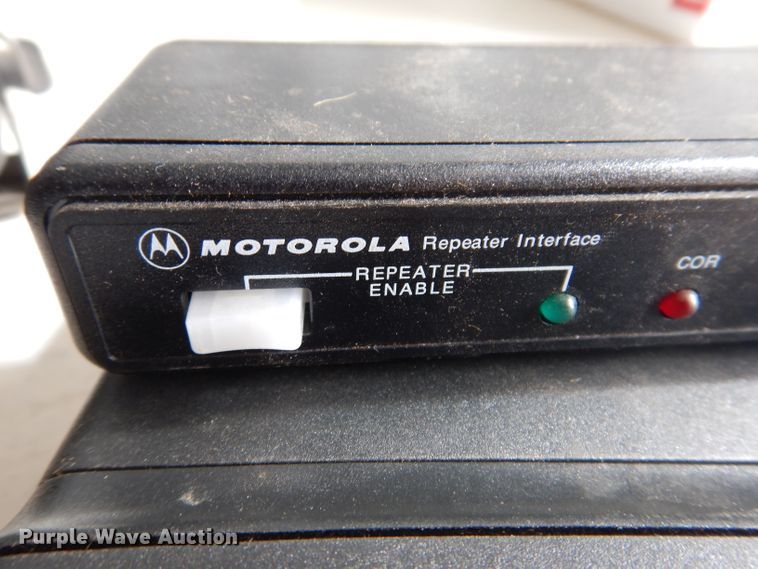 MOTOROLA Repeater Interface
REPEATER
ENABLE
COR
Purple Wave Auction